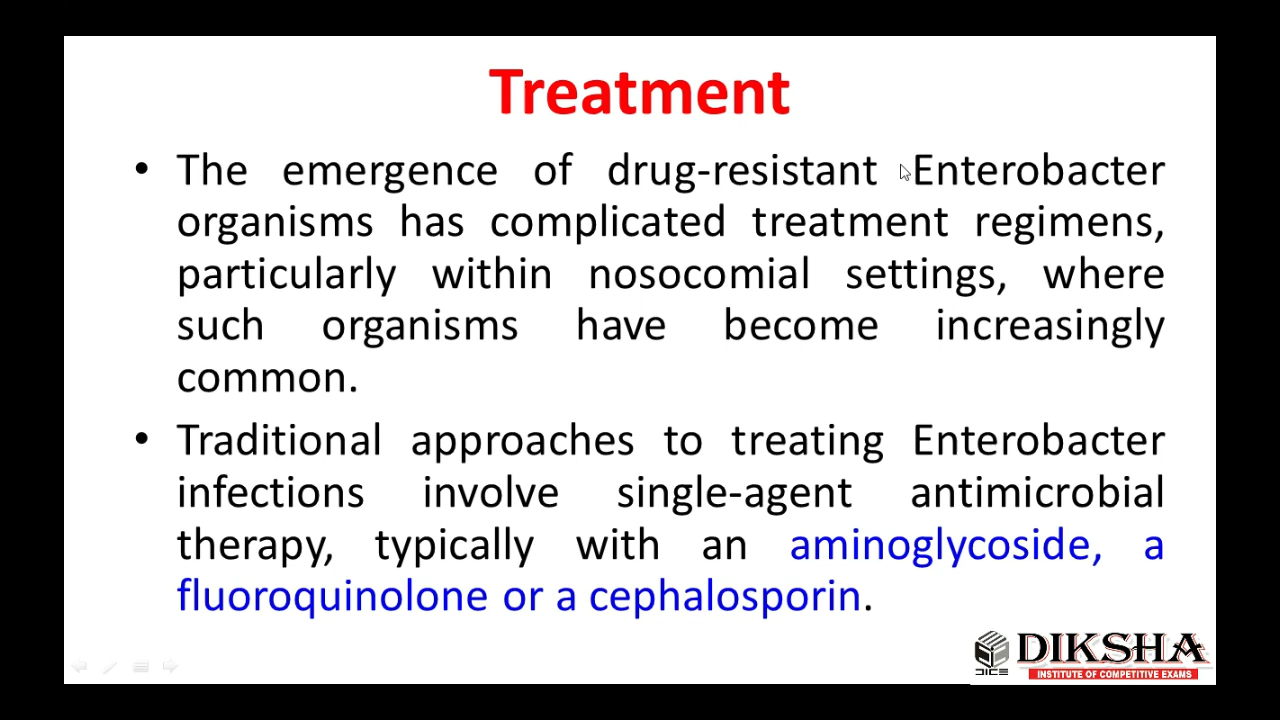 Treatment
• The emergence of drug-resistant Enterobacter
organisms has complicated treatment regimens,
particularly within nosocomial settings, where
such organisms have become increasingly
common.
• Traditional approaches to treating Enterobacter
infections involve single-agent antimicrobial
therapy, typically with an aminoglycoside, a
fluoroquinolone or a cephalosporin.
DICE
DIKSHA
INSTITUTE OF COMPETITIVE EXAMS